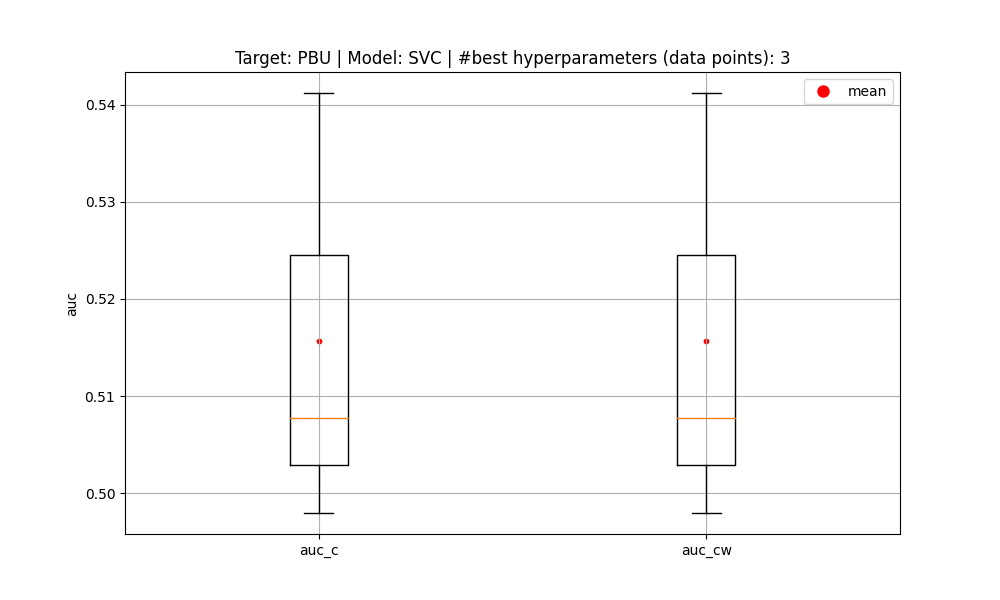 Target: PBU | Model: SVC | #best hyperparameters (data points): 3
mean
0.54
0.53
0.52
0.51
0.50
auc
auc_c
auc_cw